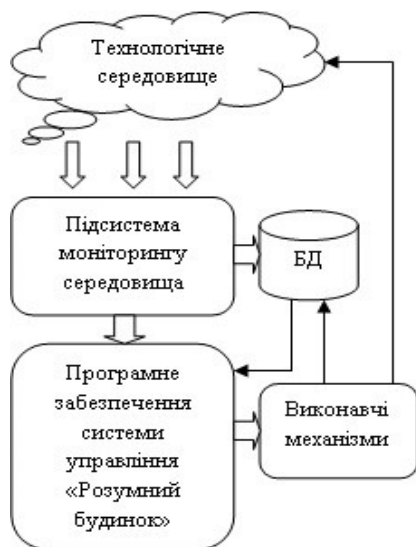 Технологічне
середовище
Підсистема
моніторингу
середовища
БД
Програмне
забезпечення
системи
управління
«Розумний
будинок»
Виконавчі
механізми